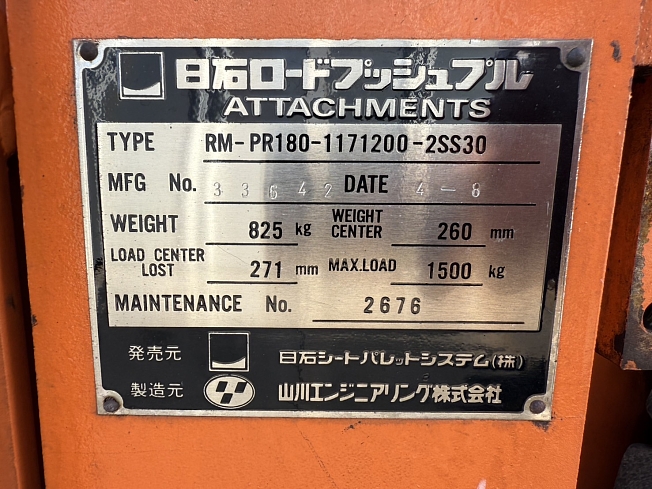 日石ロードプッシュプル
ATTACHMENTS
TYPE RM-PR180-1171200-2SS30
MFG No. 33642 DATE 4-8
WEIGHT 825 kg WEIGHT CENTER 260 mm
LOAD CENTER LOST 271 mm MAX.LOAD 1500 kg
MAINTENANCE No. 2676
発売元 日石シートパレットシステム(株)
製造元 山川エンジニアリング株式会社